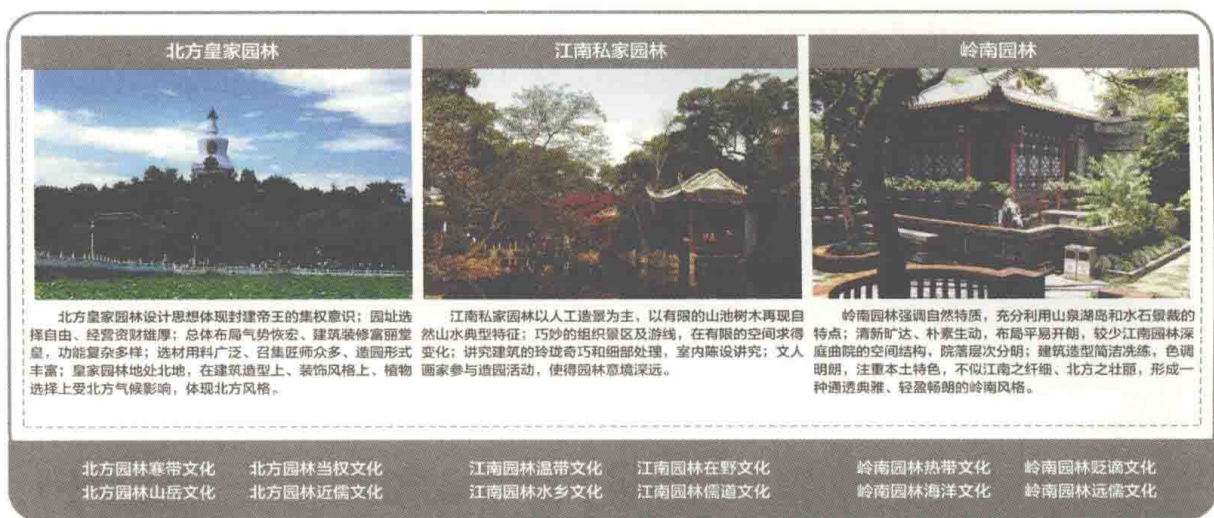 北方皇家园林
北方皇家园林设计思想体现封建帝王的集权意识；园址选
择自由、经营资财雄厚；总体布局气势恢宏、建筑装修富丽堂
皇，功能复杂多样；选材用料广泛、召集匠师众多、造园形式
丰富；皇家园林地处北地，在建筑造型上、装饰风格上、植物
选择上受北方气候影响，体现北方风格。
江南私家园林
江南私家园林以人工造景为主、以有限的山池树木再现自
然山水典型特征；巧妙的组织景区及游线，在有限的空间求得
变化；讲究建筑的玲珑奇巧和细部处理，室内陈设讲究；文人
画家参与造园活动，使得园林意境深远。
岭南园林
岭南园林强调自然特质，充分利用山泉湖岛和水石景裁的
特点；清新旷达、朴素生动，布局平易开朗，较少江南园林深
庭曲院的空间结构，院落层次分明；建筑造型简洁冼练，色调
明朗，注重本土特色，不似江南之纤细、北方之壮丽，形成一
种通透典雅、轻盈畅朗的岭南风格。
北方园林寒带文化 北方园林当权文化
北方园林山岳文化 北方园林近儒文化
江南园林温带文化 江南园林在野文化
江南园林水乡文化 江南园林儒道文化
岭南园林热带文化 岭南园林贬谪文化
岭南园林海洋文化 岭南园林远儒文化